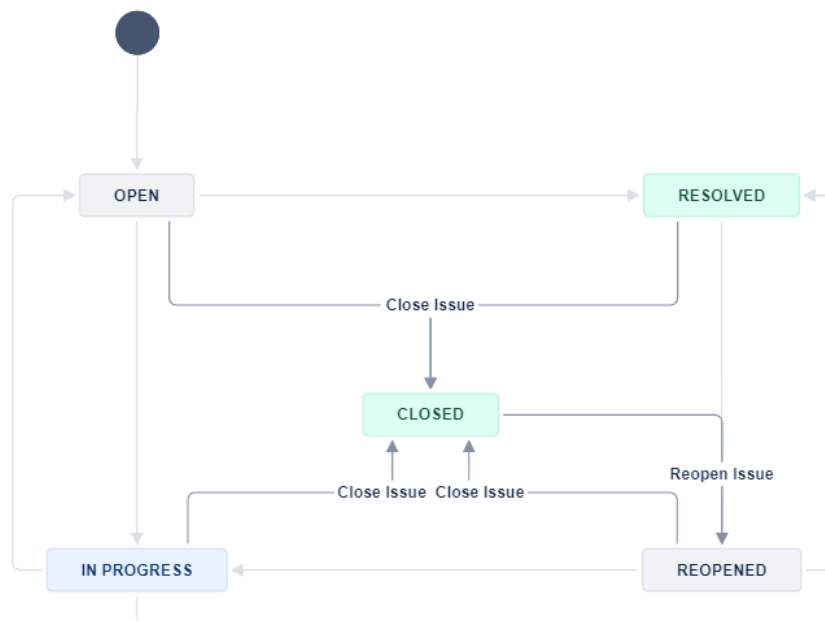 OPEN
RESOLVED
Close Issue
CLOSED
Reopen Issue
Close Issue
Close Issue
IN PROGRESS
REOPENED